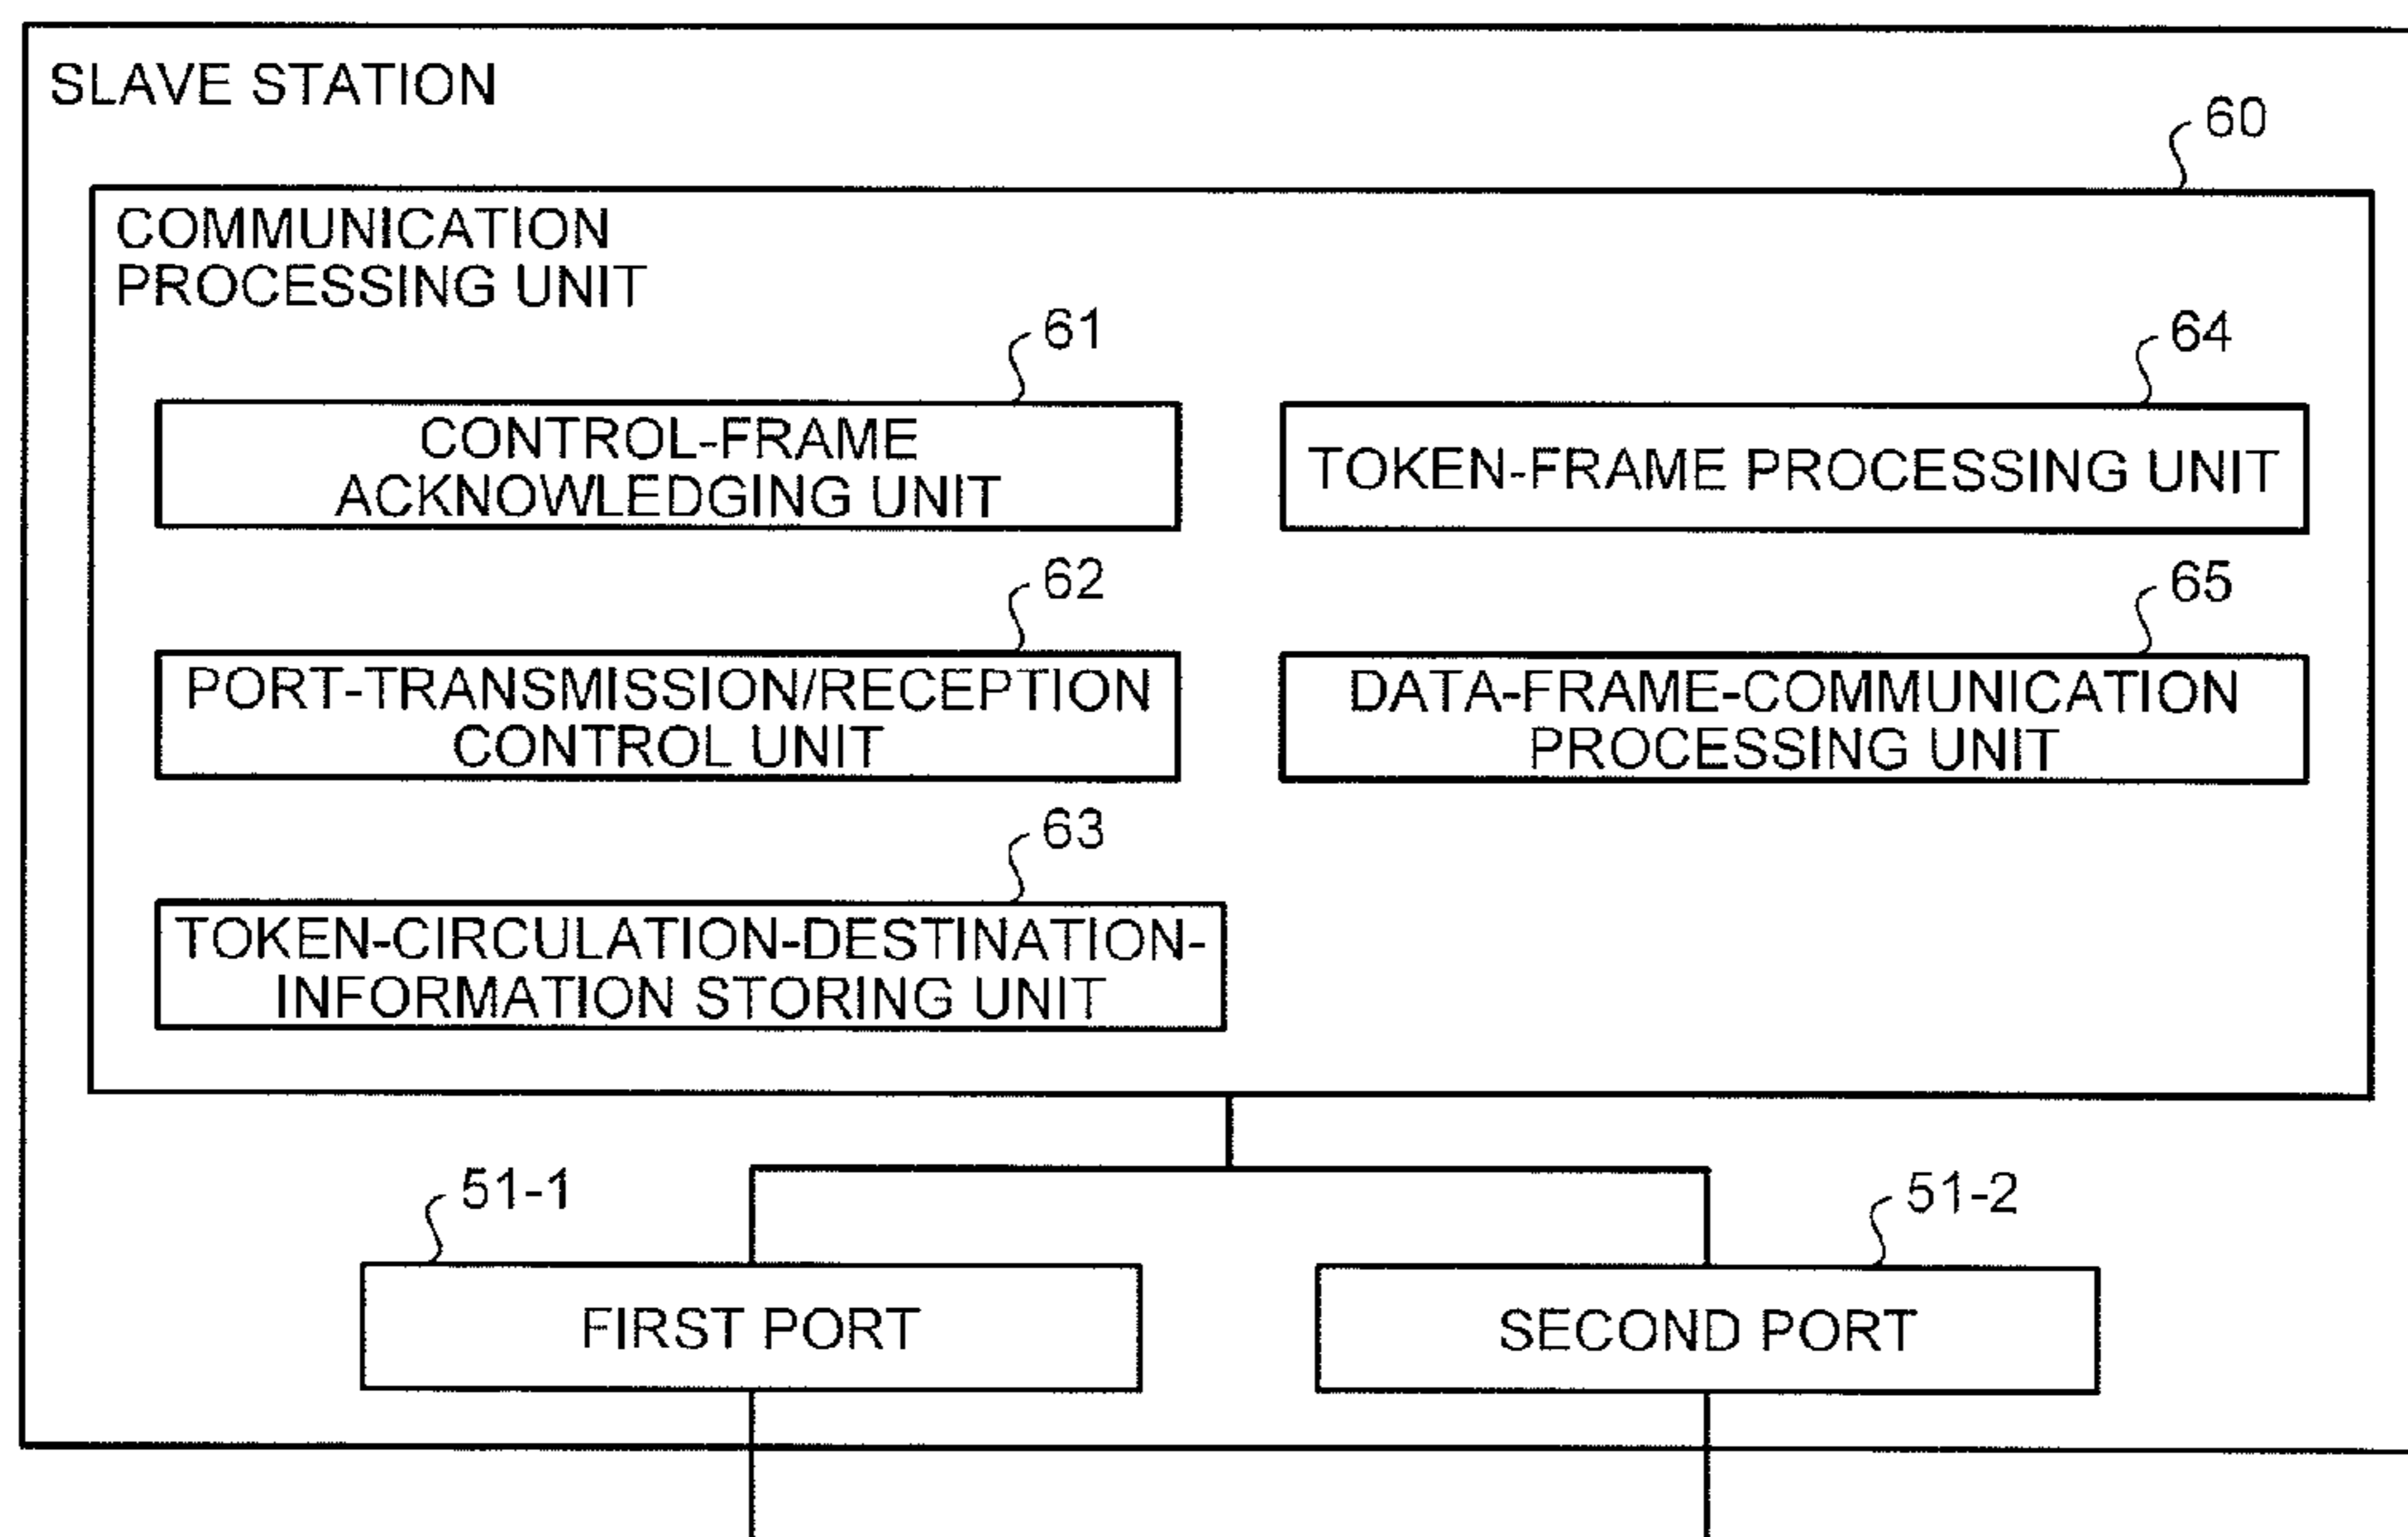 SLAVE STATION
60
COMMUNICATION
PROCESSING UNIT
61
CONTROL-FRAME
ACKNOWLEDGING UNIT
64
TOKEN-FRAME PROCESSING UNIT
62
PORT-TRANSMISSION/RECEPTION
CONTROL UNIT
65
DATA-FRAME-COMMUNICATION
PROCESSING UNIT
63
TOKEN-CIRCULATION-DESTINATION-
INFORMATION STORING UNIT
51-1
FIRST PORT
51-2
SECOND PORT